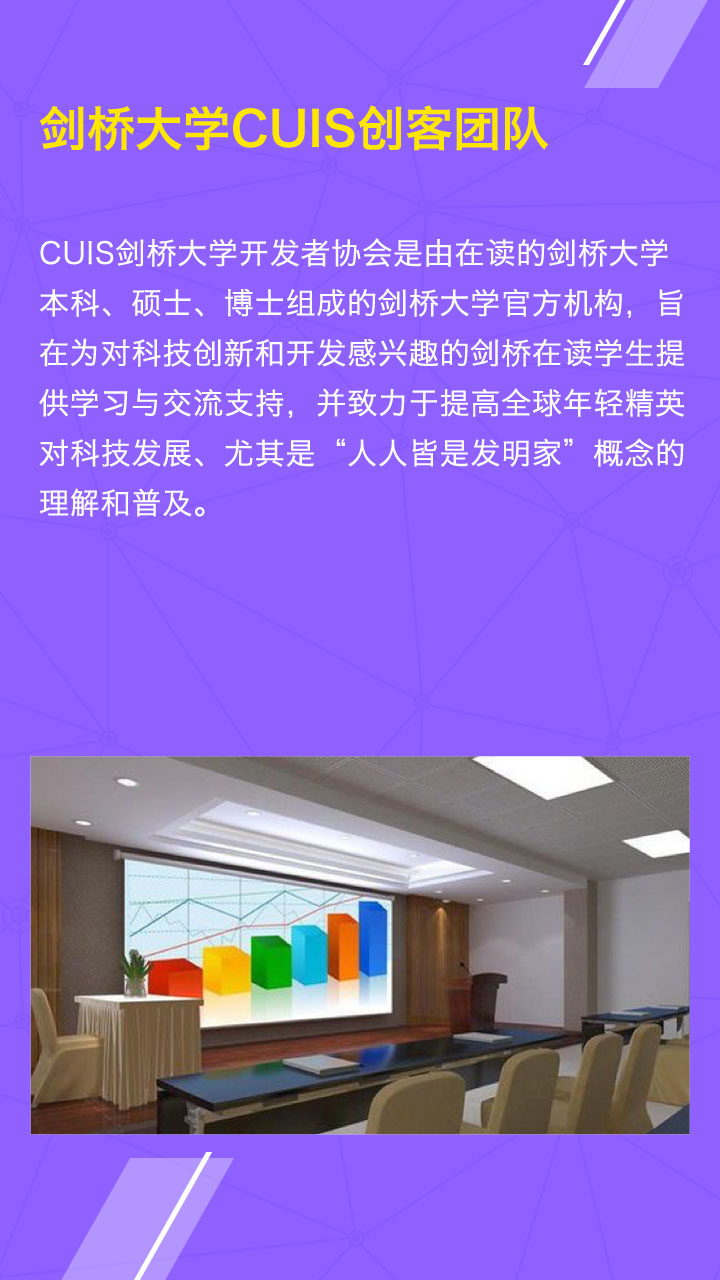 剑桥大学CUIS创客团队
CUIS剑桥大学开发者协会是由在读的剑桥大学
本科、硕士、博士组成的剑桥大学官方机构，旨
在为对科技创新和开发感兴趣的剑桥在读学生提
供学习与交流支持，并致力于提高全球年轻精英
对科技发展、尤其是“人人皆是发明家”概念的
理解和普及。